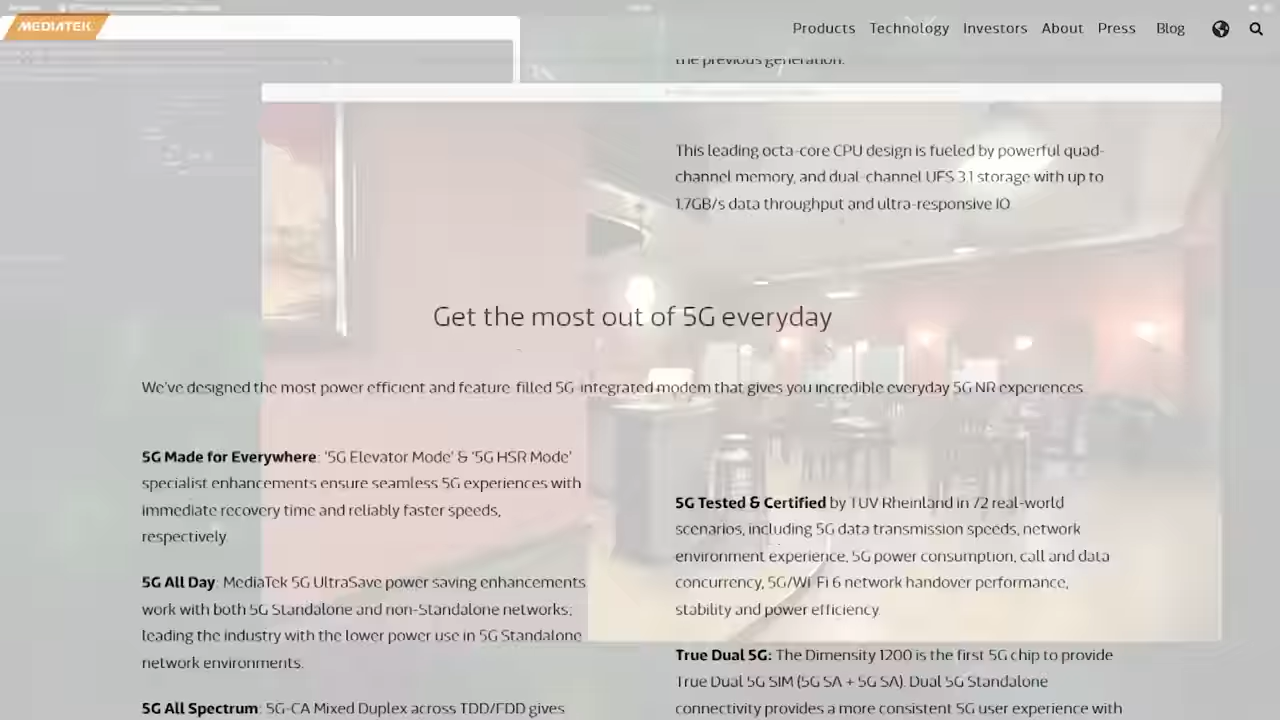 MEDIATEK
Products Technology Investors About Press Blog
the previous generation.
This leading octa-core CPU design is fueled by powerful quad-
channel memory, and dual-channel UFS 3.1 storage with up to
1.7GB/s data throughput and ultra-responsive IO
Get the most out of 5G everyday
We've designed the most power efficient and feature-filled 5G-integrated modem that gives you incredible everyday 5G NR experiences.
5G Made for Everywhere: '5G Elevator Mode' & '5G HSR Mode'
specialist enhancements ensure seamless 5G experiences with
immediate recovery time and reliably faster speeds,
respectively.
5G All Day: MediaTek 5G UltraSave power saving enhancements
work with both 5G Standalone and non-Standalone networks;
leading the industry with the lower power use in 5G Standalone
network environments.
5G All Spectrum: 5G-CA Mixed Duplex across TDD/FDD gives
5G Tested & Certified by TUV Rheinland in 72 real-world
scenarios, including 5G data transmission speeds, network
environment experience, 5G power consumption, call and data
concurrency, 5G/Wi-Fi 6 network handover performance,
stability and power efficiency.
True Dual 5G: The Dimensity 1200 is the first 5G chip to provide
True Dual 5G SIM (5G SA + 5G SA). Dual 5G Standalone
connectivity provides a more consistent 5G user experience with